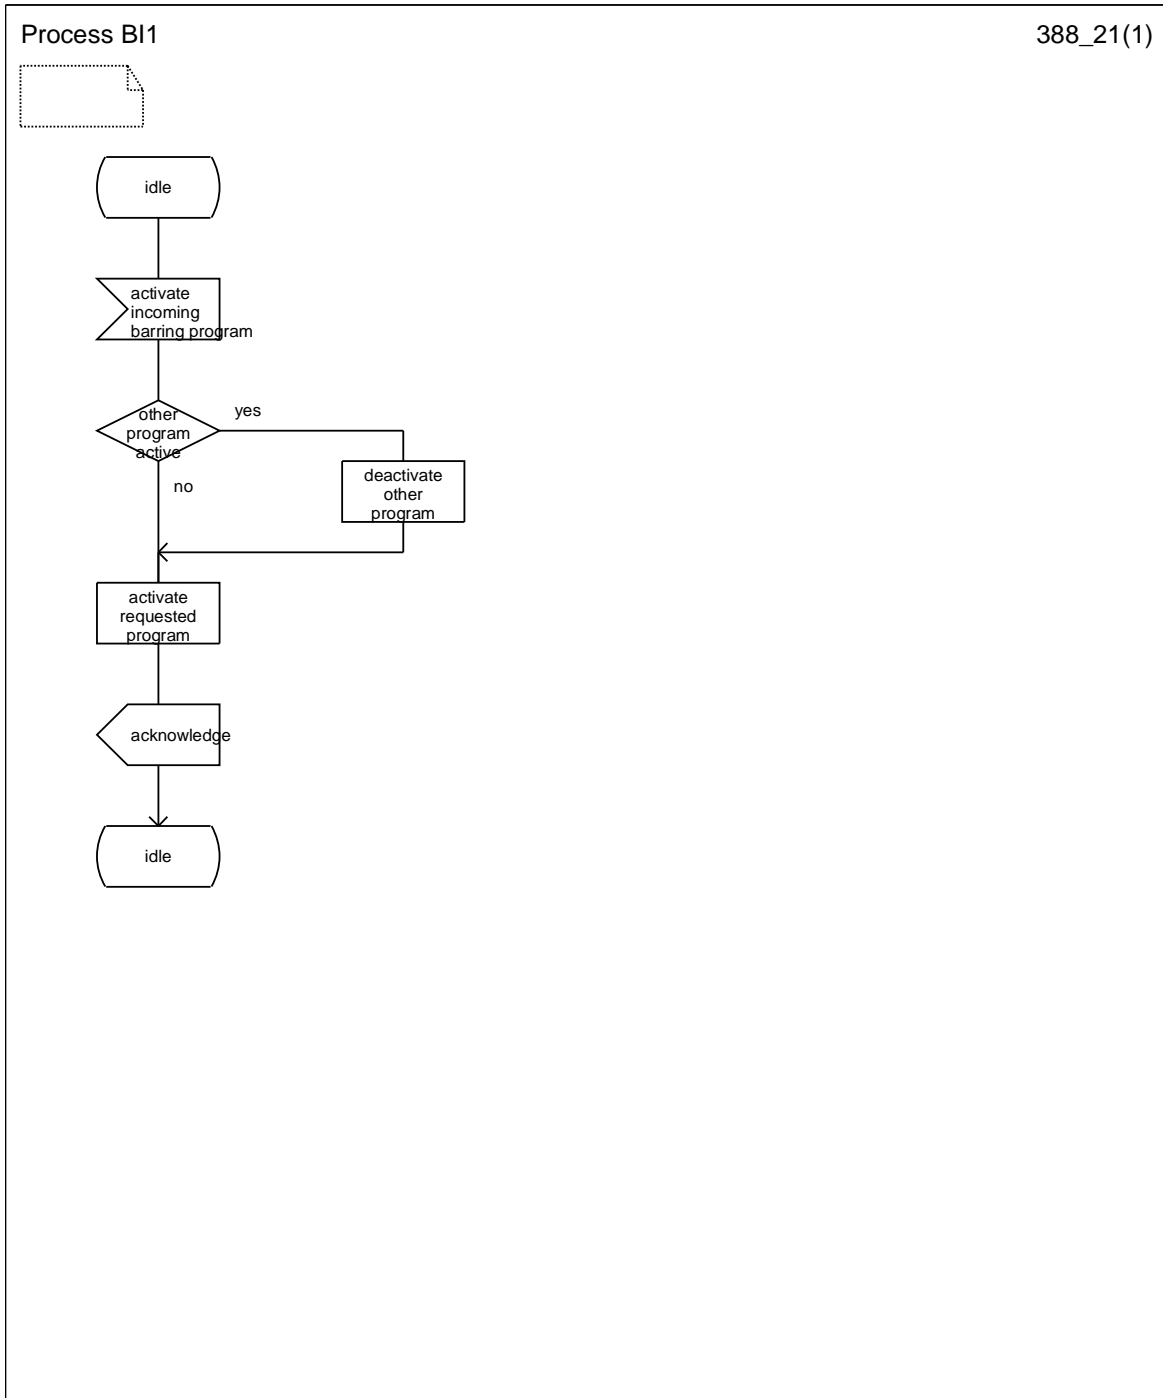 Process BI1
388_21(1)
idle
activate
incoming
barring program
other
program
active
yes
no
deactivate
other
program
activate
requested
program
acknowledge
idle